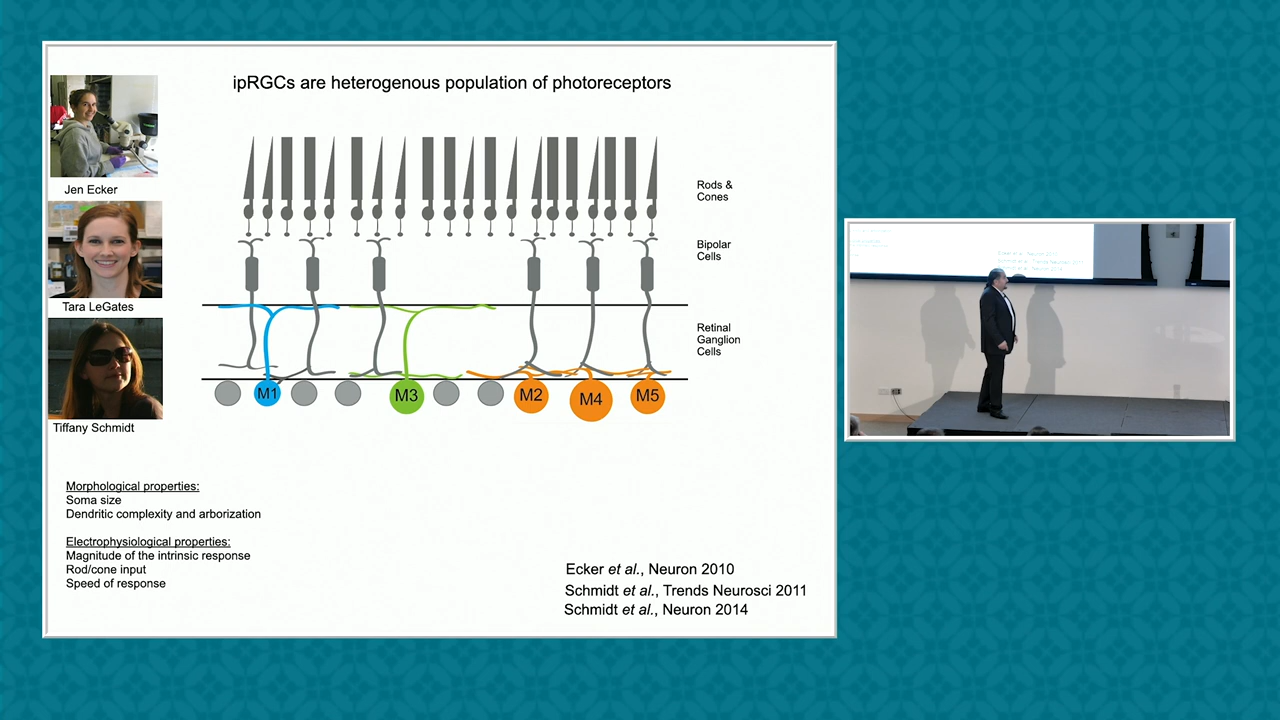 ipRGCs are heterogenous population of photoreceptors
Jen Ecker
Tara LeGates
Tiffany Schmidt
Rods &
Cones
Bipolar
Cells
Retinal
Ganglion
Cells
M1
M3
M2
M4
M5
Morphological properties:
Soma size
Dendritic complexity and arborization
Electrophysiological properties:
Magnitude of the intrinsic response
Rod/cone input
Speed of response
Ecker et al., Neuron 2010
Schmidt et al., Trends Neurosci 2011
Schmidt et al., Neuron 2014